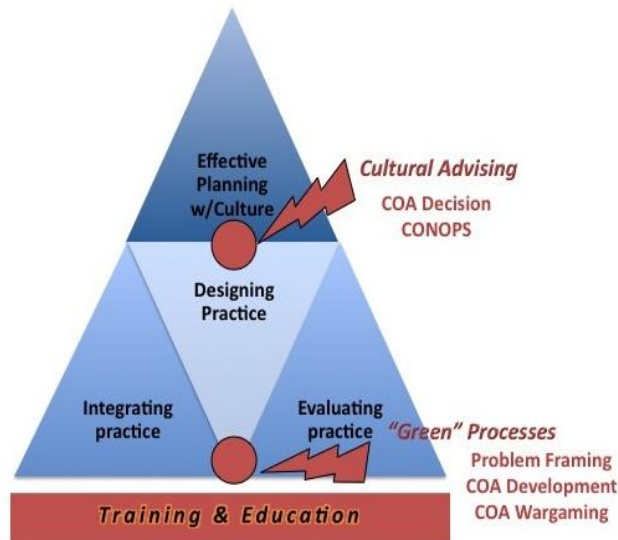 Effective
Planning
w/Culture
Cultural Advising
COA Decision
CONOPS
Designing
Practice
Integrating
practice
Evaluating
practice
"Green" Processes
Problem Framing
COA Development
COA Wargaming
Training & Education